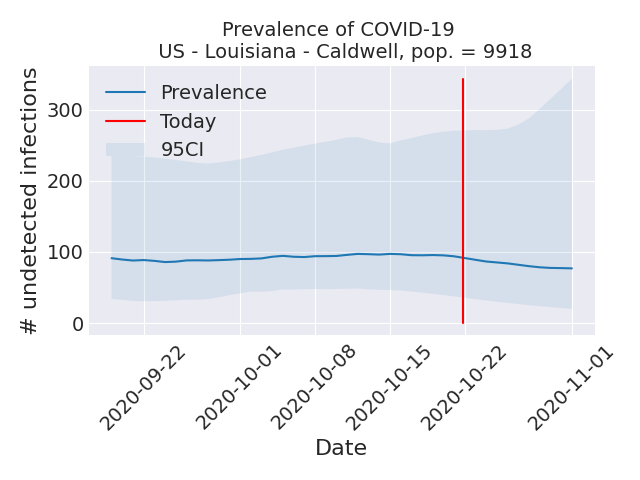 Prevalence of COVID-19
US - Louisiana - Caldwell, pop. = 9918
# undetected infections
300
200
100
0
Prevalence
Today
95CI
2020-09-22
2020-10-01
2020-10-08
2020-10-15
2020-10-22
2020-11-01
Date